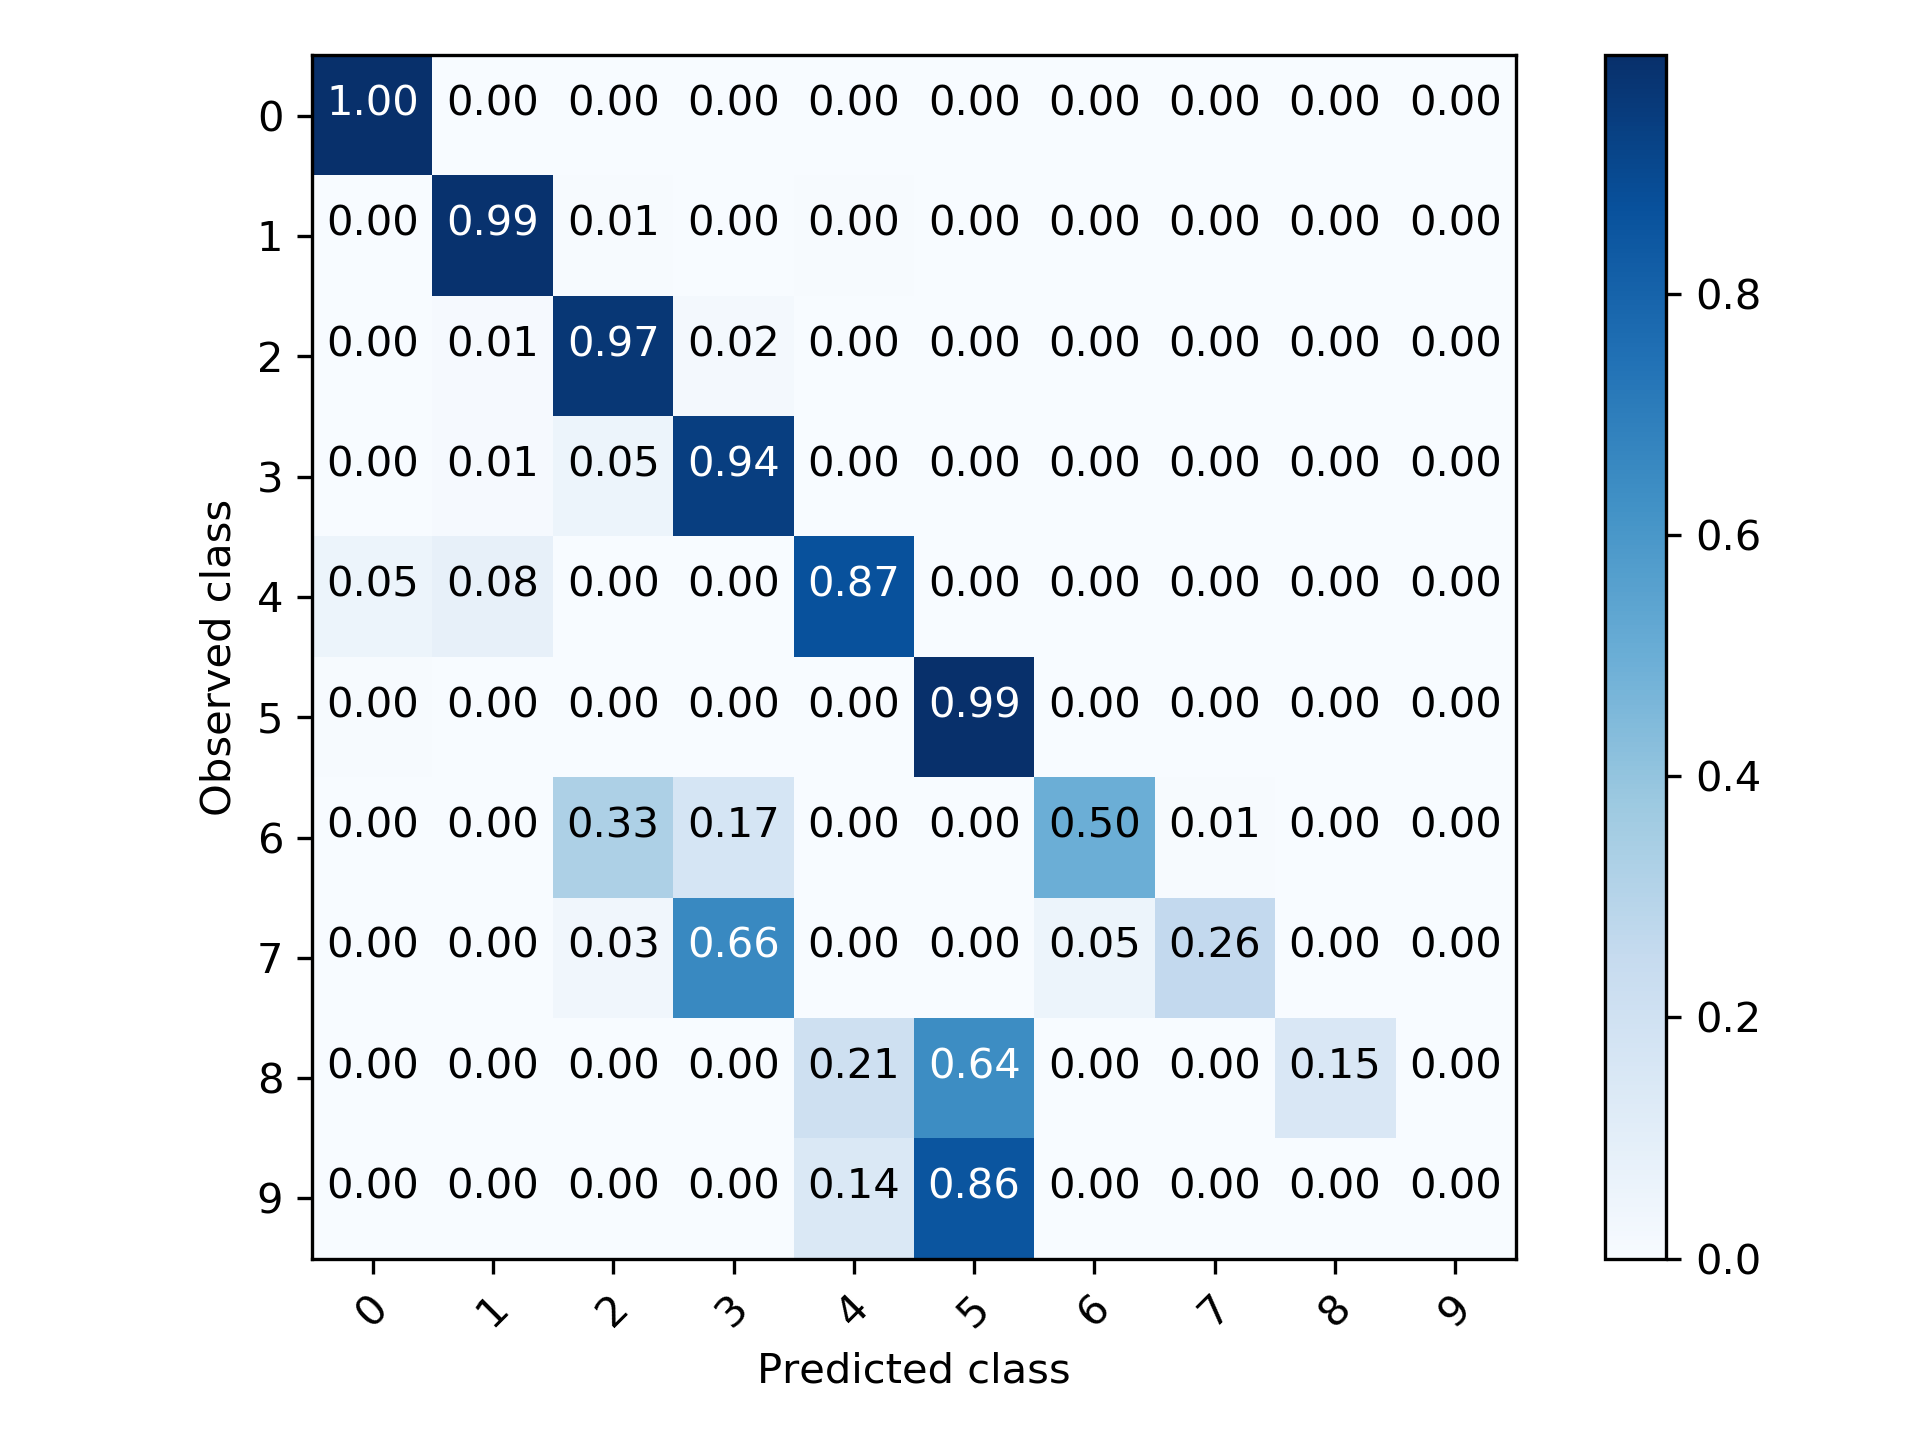 0 1.00 0.00 0.00 0.00 0.00 0.00 0.00 0.00 0.00 0.00
1 0.00 0.99 0.01 0.00 0.00 0.00 0.00 0.00 0.00 0.00
2 0.00 0.01 0.97 0.02 0.00 0.00 0.00 0.00 0.00 0.00
3 0.00 0.01 0.05 0.94 0.00 0.00 0.00 0.00 0.00 0.00
4 0.05 0.08 0.00 0.00 0.87 0.00 0.00 0.00 0.00 0.00
5 0.00 0.00 0.00 0.00 0.00 0.99 0.00 0.00 0.00 0.00
6 0.00 0.00 0.33 0.17 0.00 0.00 0.50 0.01 0.00 0.00
7 0.00 0.00 0.03 0.66 0.00 0.00 0.05 0.26 0.00 0.00
8 0.00 0.00 0.00 0.00 0.21 0.64 0.00 0.00 0.15 0.00
9 0.00 0.00 0.00 0.00 0.14 0.86 0.00 0.00 0.00 0.00
0 1 2 3 4 5 6 7 8 9
Predicted class
Observed class
0.8
0.6
0.4
0.2
0.0